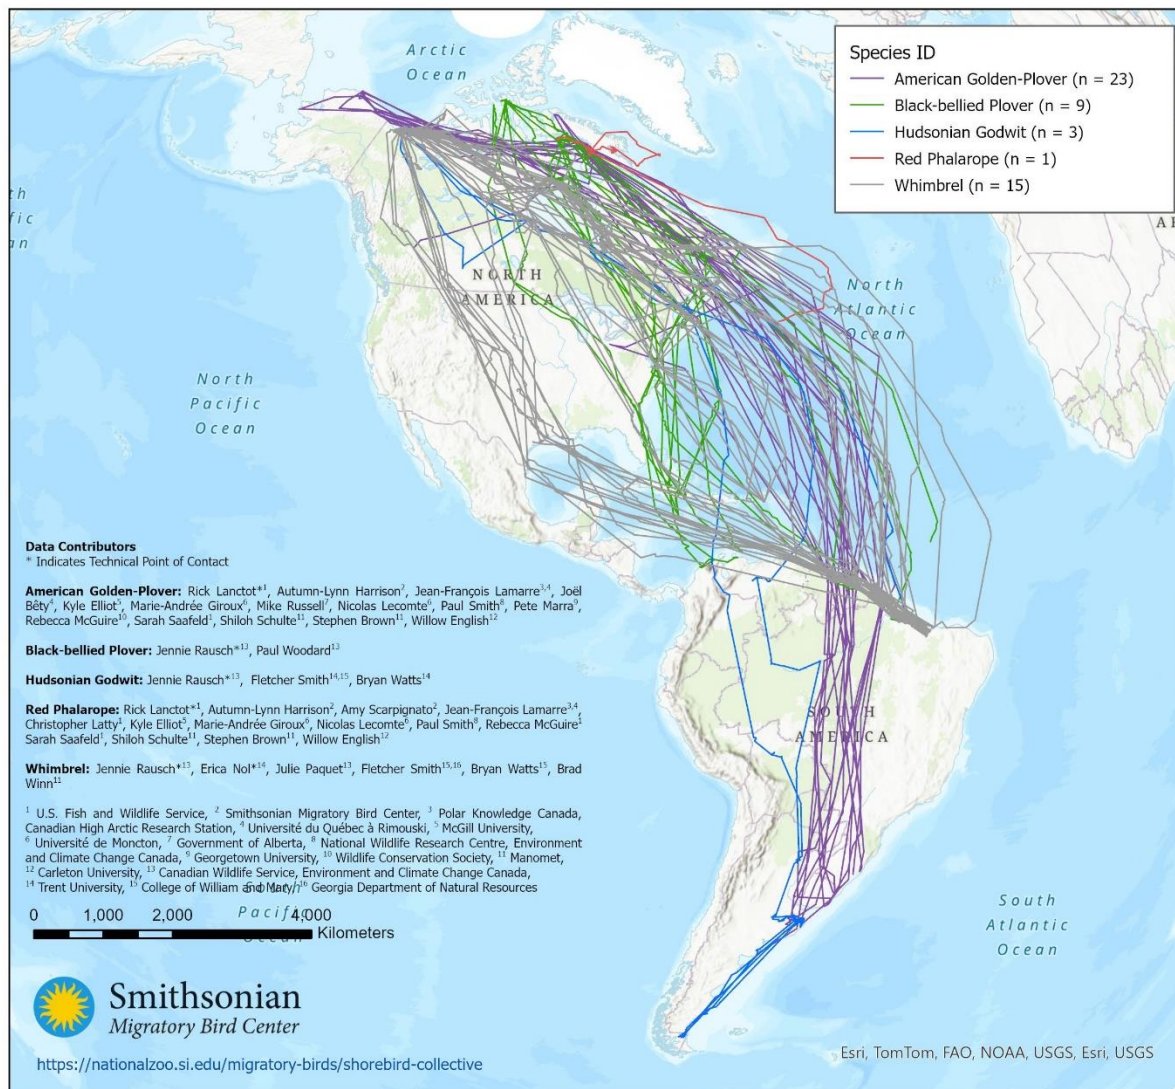 Arctic
Ocean
Species ID
American Golden-Plover (n = 23)
Black-bellied Plover (n = 9)
Hudsonian Godwit (n = 3)
Red Phalarope (n = 1)
Whimbrel (n = 15)
NORTH
AMERICA
North
Atlantic
Ocean
North
Pacific
Ocean
SOUTH
AMERICA
South
Atlantic
Ocean
Data Contributors
* Indicates Technical Point of Contact
American Golden-Plover: Rick Lanctot*1, Autumn-Lynn Harrison2, Jean-François Lamarre3,4, Joël
Bêty4, Kyle Elliot5, Marie-Andrée Giroux6, Mike Russell7, Nicolas Lecomte6, Paul Smith8, Pete Marra9,
Rebecca McGuire10, Sarah Saafeld1, Shiloh Schulte11, Stephen Brown11, Willow English12
Black-bellied Plover: Jennie Rausch*13, Paul Woodard13
Hudsonian Godwit: Jennie Rausch*13, Fletcher Smith14,15, Bryan Watts14
Red Phalarope: Rick Lanctot*1, Autumn-Lynn Harrison2, Amy Scarpignato2, Jean-François Lamarre3,4,
Christopher Latty1, Kyle Elliot5, Marie-Andrée Giroux6, Nicolas Lecomte6, Paul Smith8, Rebecca McGuire
Sarah Saafeld1, Shiloh Schulte11, Stephen Brown11, Willow English12
Whimbrel: Jennie Rausch*13, Erica Nol*14, Julie Paquet13, Fletcher Smith15,16, Bryan Watts15, Brad
Winn11
1 U.S. Fish and Wildlife Service, 2 Smithsonian Migratory Bird Center, 3 Polar Knowledge Canada,
Canadian High Arctic Research Station, 4 Université du Québec à Rimouski, 5 McGill University,
6 Université de Moncton, 7 Government of Alberta, 8 National Wildlife Research Centre, Environment
and Climate Change Canada, 9 Georgetown University, 10 Wildlife Conservation Society, 11 Manomet,
12 Carleton University, 13 Canadian Wildlife Service, Environment and Climate Change Canada,
14 Trent University, 15 College of William and Mary, 16 Georgia Department of Natural Resources
0 1,000 2,000 4,000
Kilometers
Smithsonian
Migratory Bird Center
https://nationalzoo.si.edu/migratory-birds/shorebird-collective
Esri, TomTom, FAO, NOAA, USGS, Esri, USGS